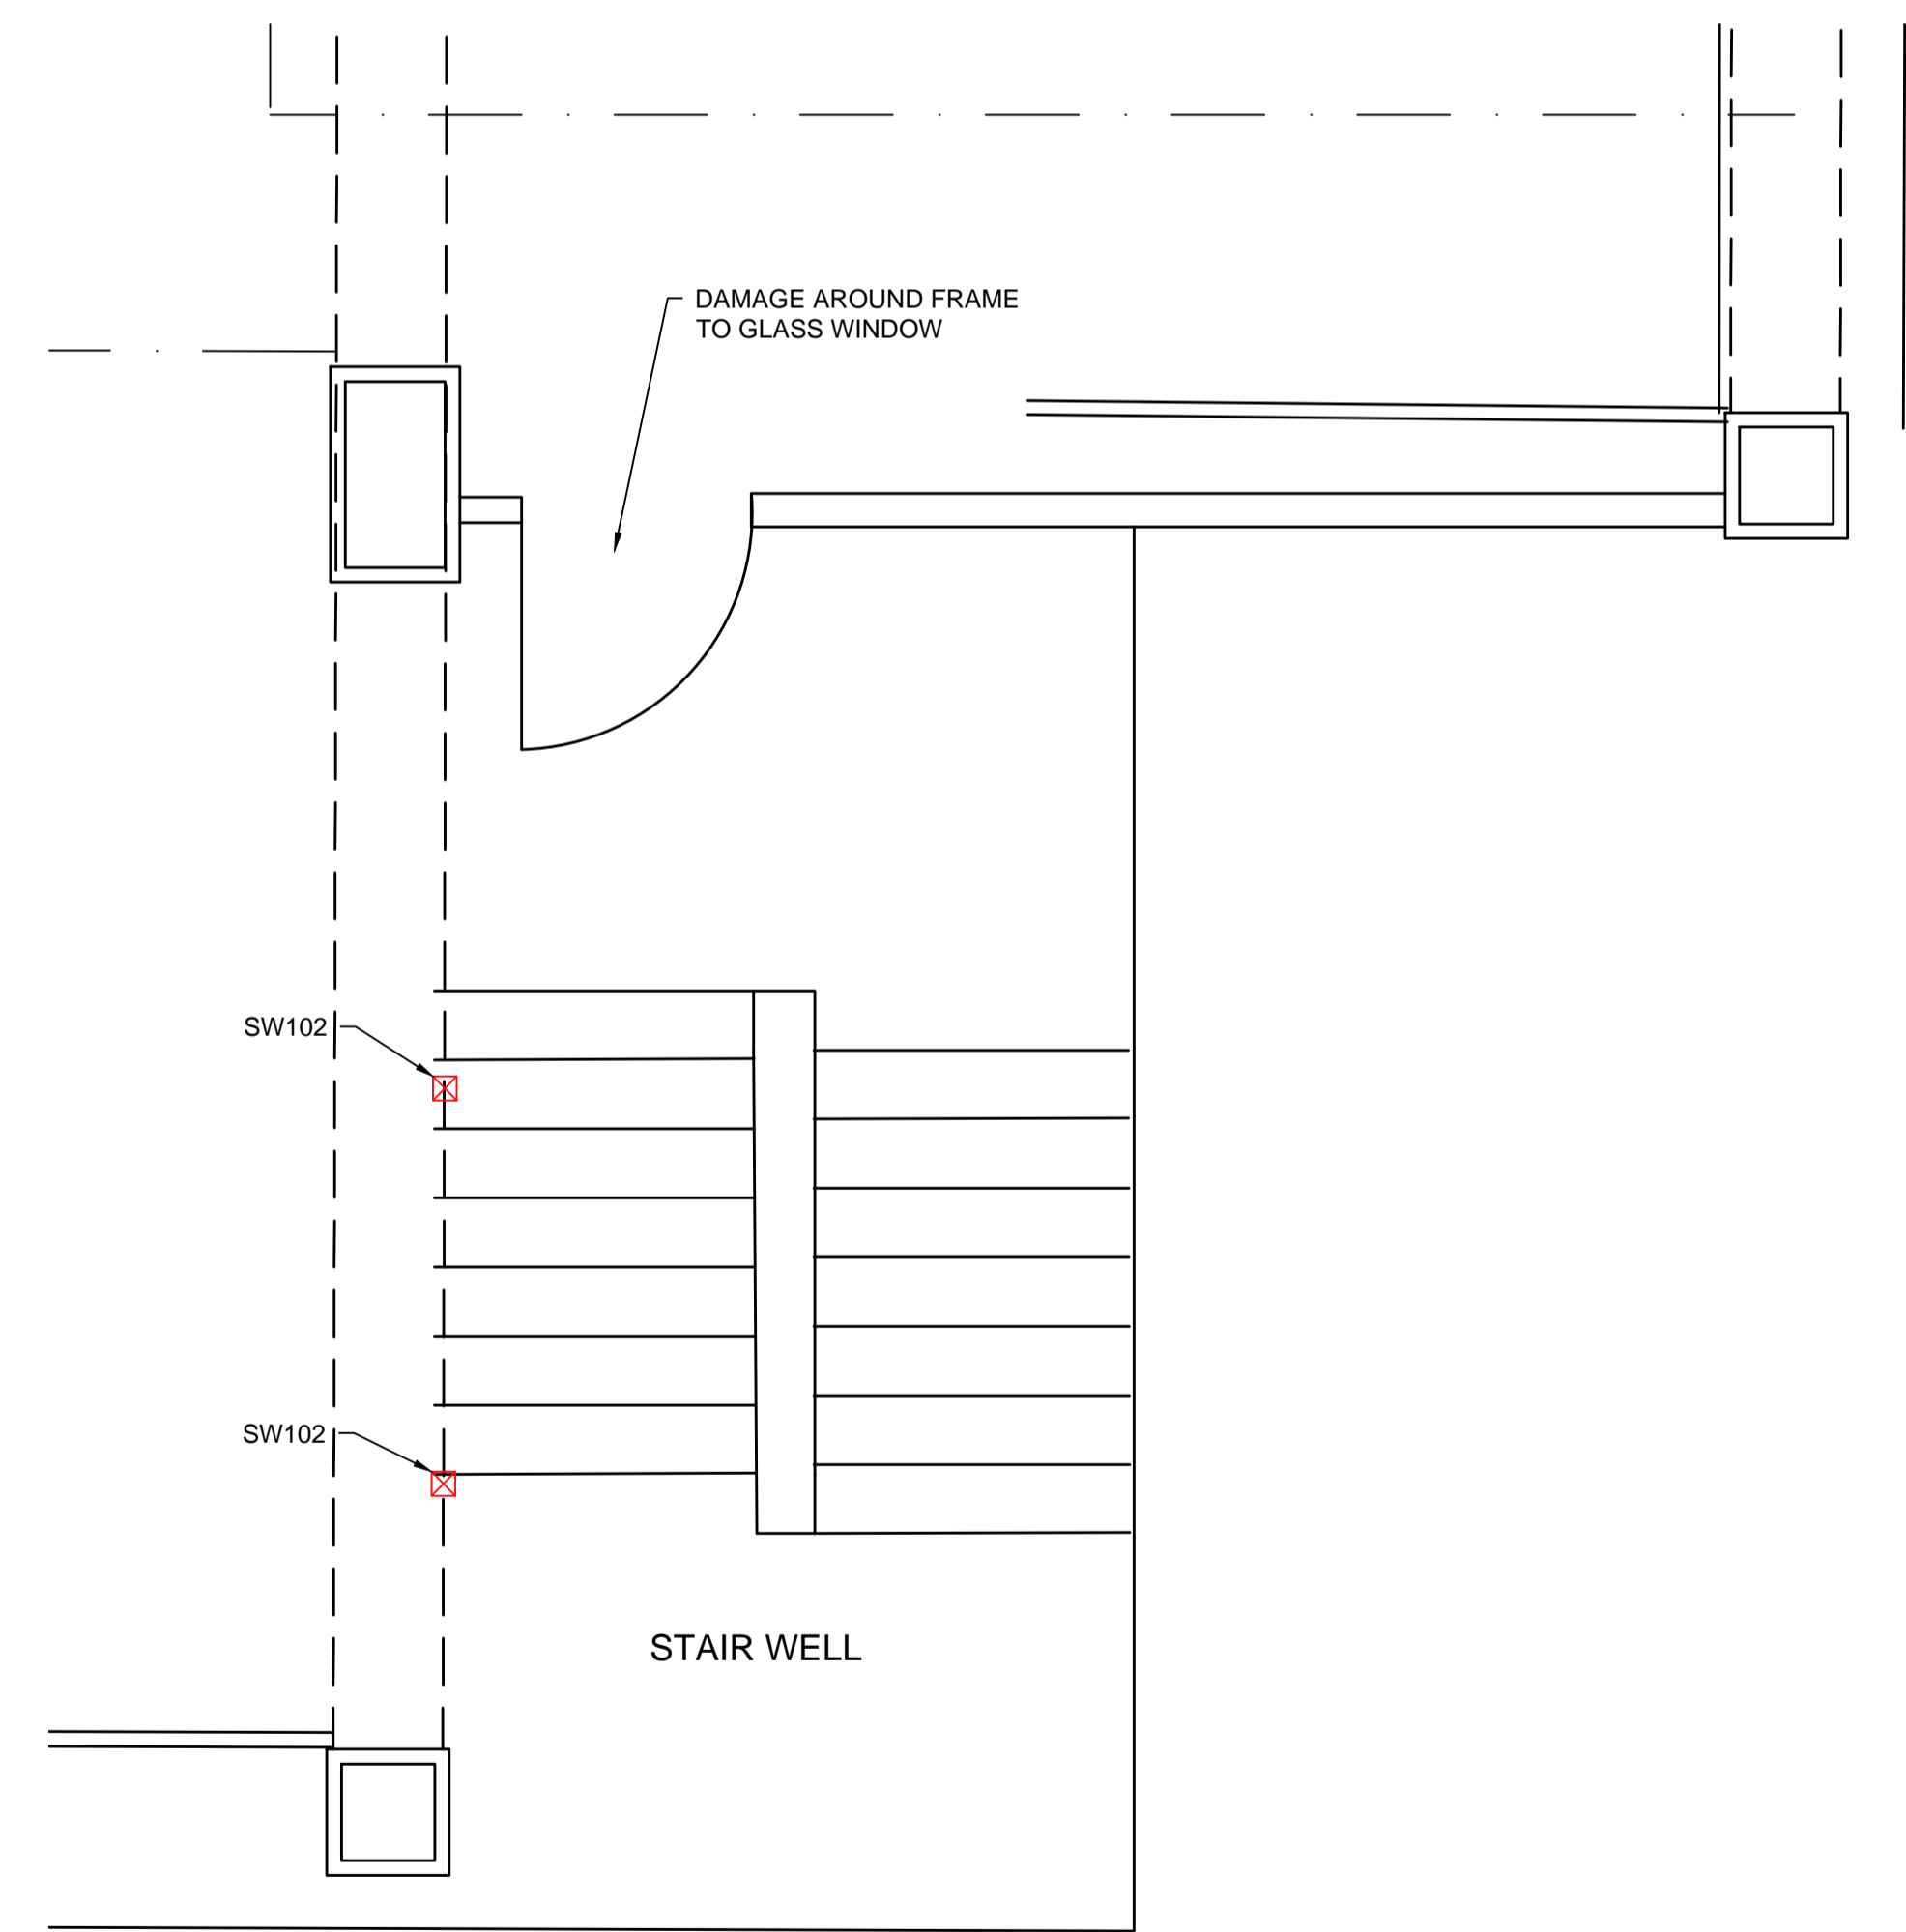 DAMAGE AROUND FRAME
TO GLASS WINDOW
SW102
SW102
STAIR WELL